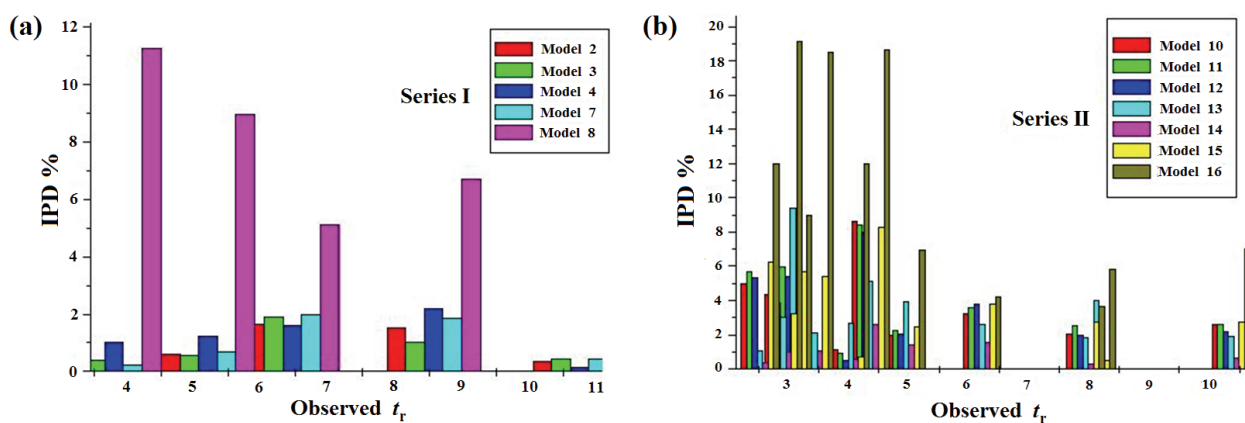 (a)
12
10
8
6
4
2
0
IPD %
Series I
Model 2
Model 3
Model 4
Model 7
Model 8
4 5 6 7 8 9 10 11
Observed tr
(b)
20
18
16
14
12
10
8
6
4
2
0
IPD %
Series II
Model 10
Model 11
Model 12
Model 13
Model 14
Model 15
Model 16
3 4 5 6 7 8 9 10
Observed tr